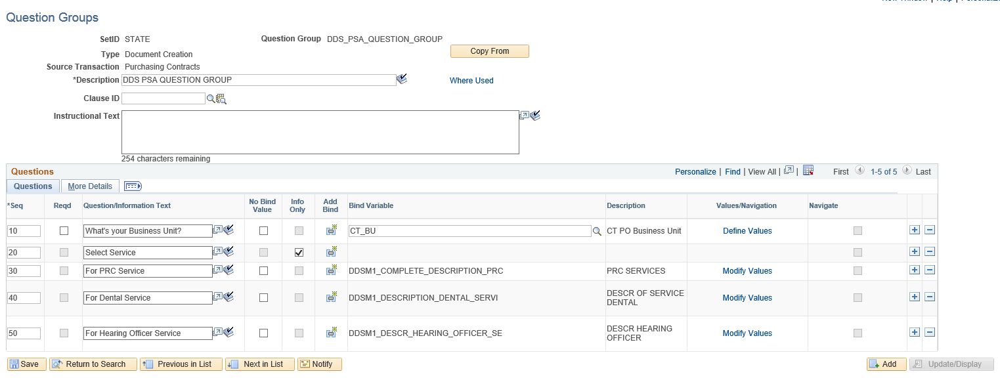 New Window | Help | Personalize
Question Groups
SetID STATE Question Group DDS_PSA_QUESTION_GROUP
Type Document Creation Copy From
Source Transaction Purchasing Contracts
*Description DDS PSA QUESTION GROUP Where Used
Clause ID
Instructional Text
254 characters remaining
Questions Personalize | Find | View All | | First 1-5 of 5 Last
Questions More Details
*Seq Reqd Question/Information Text No Bind Value Info Only Add Bind Bind Variable Description Values/Navigation Navigate
10 What's your Business Unit? CT_BU CT PO Business Unit Define Values
20 Select Service
30 For PRC Service DDSM1_COMPLETE_DESCRIPTION_PRC PRC SERVICES Modify Values
40 For Dental Service DDSM1_DESCRIPTION_DENTAL_SERVI DESCR OF SERVICE DENTAL Modify Values
50 For Hearing Officer Service DDSM1_DESCR_HEARING_OFFICER_SE DESCR HEARING OFFICER Modify Values
Save Return to Search Previous in List Next in List Notify Add Update/Display